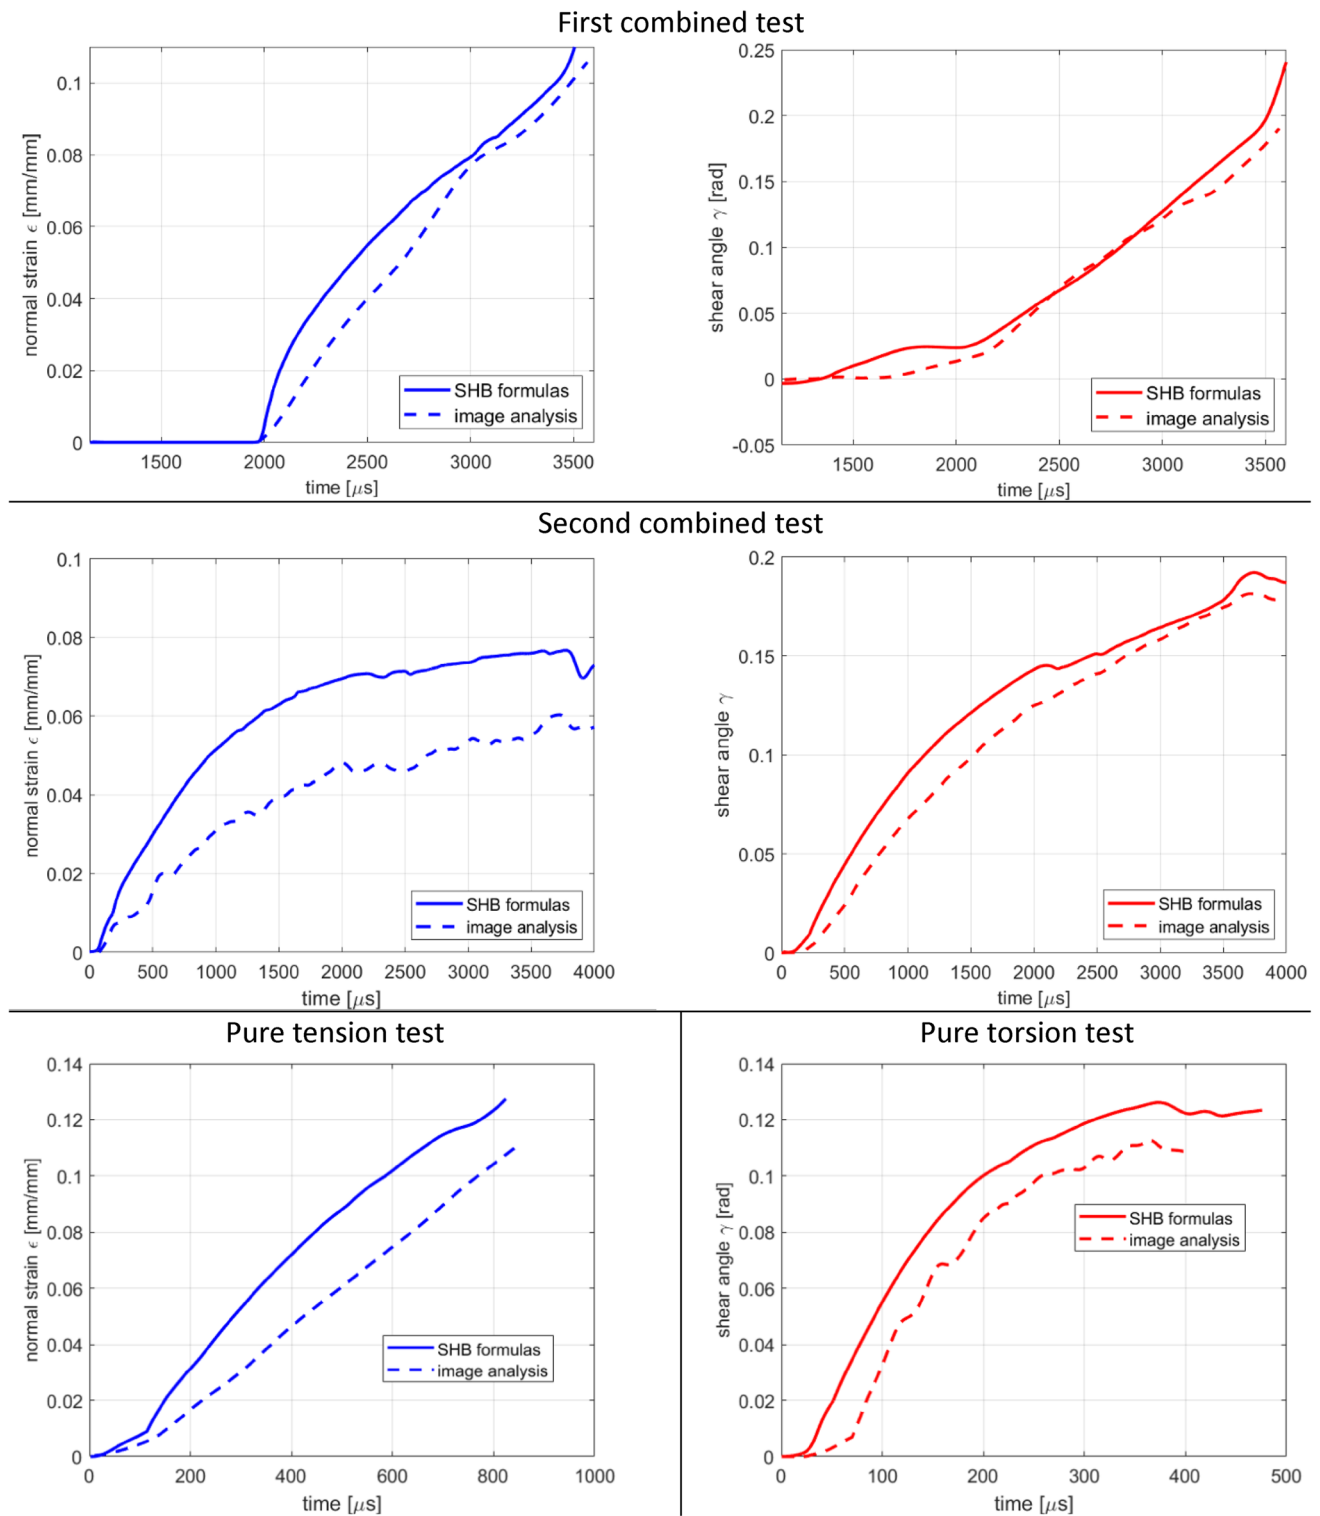 First combined test
0.1
0.08
0.06
0.04
0.02
0
normal strain ϵ [mm/mm]
SHB formulas
image analysis
1500 2000 2500 3000 3500
time [μs]
0.25
0.2
0.15
0.1
0.05
0
-0.05
shear angle γ [rad]
SHB formulas
image analysis
1500 2000 2500 3000 3500
time [μs]
Second combined test
0.1
0.08
0.06
0.04
0.02
0
normal strain ϵ [mm/mm]
SHB formulas
image analysis
0 500 1000 1500 2000 2500 3000 3500 4000
time [μs]
0.2
0.15
0.1
0.05
0
shear angle γ
SHB formulas
image analysis
0 500 1000 1500 2000 2500 3000 3500 4000
time [μs]
Pure tension test
0.14
0.12
0.1
0.08
0.06
0.04
0.02
0
normal strain ϵ [mm/mm]
SHB formulas
image analysis
0 200 400 600 800 1000
time [μs]
Pure torsion test
0.14
0.12
0.1
0.08
0.06
0.04
0.02
0
shear angle γ [rad]
SHB formulas
image analysis
0 100 200 300 400 500
time [μs]